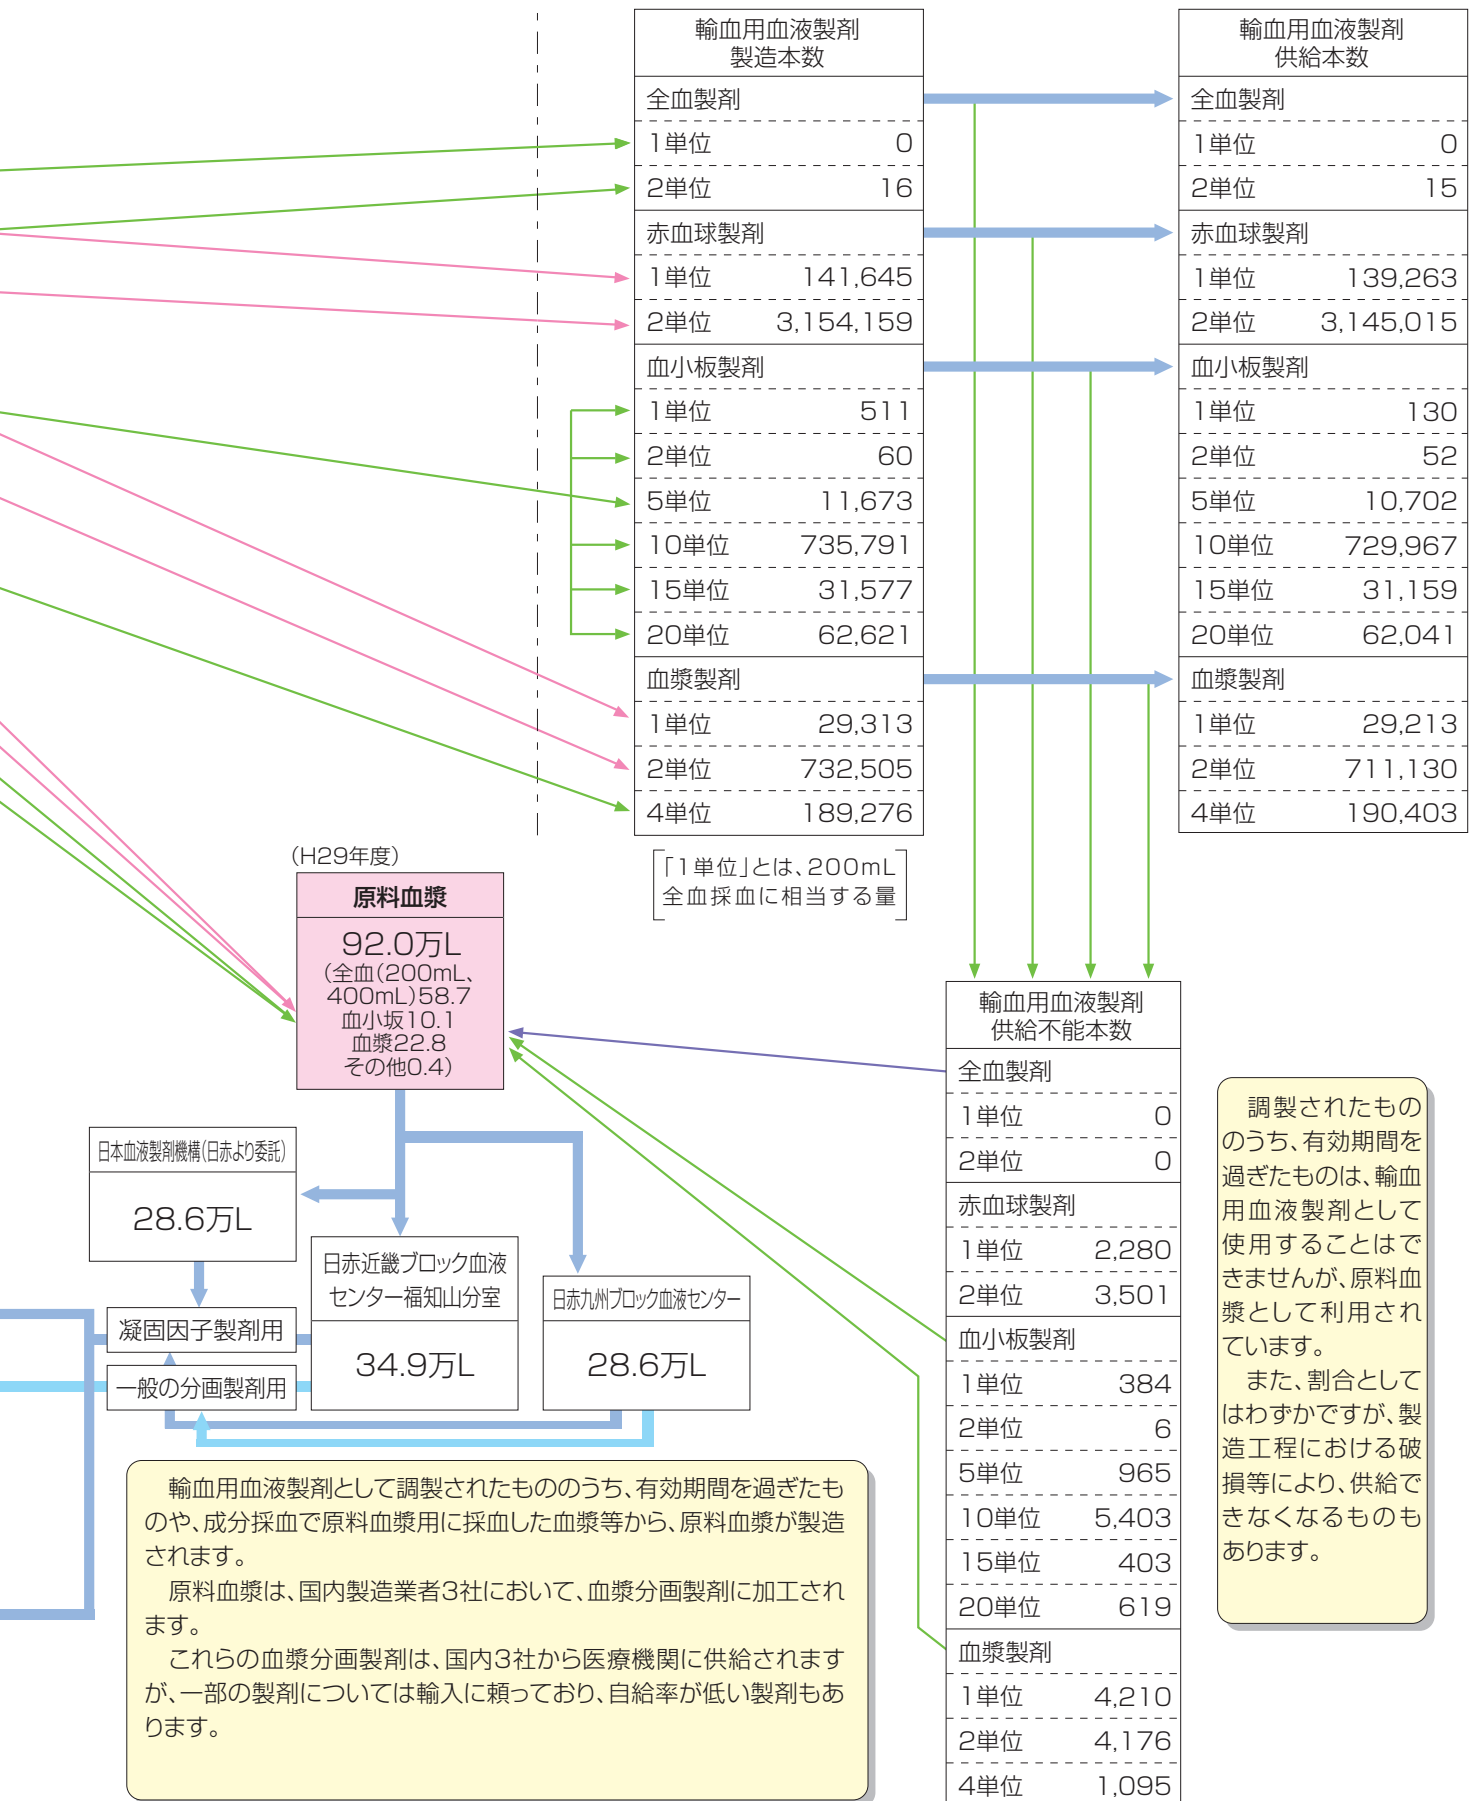 輸血用血液製剤
製造本数
全血製剤
1単位 0
2単位 16
赤血球製剤
1単位 141,645
2単位 3,154,159
血小板製剤
1単位 511
2単位 60
5単位 11,673
10単位 735,791
15単位 31,577
20単位 62,621
血漿製剤
1単位 29,313
2単位 732,505
4単位 189,276
「1単位」とは、200mL
全血採血に相当する量
輸血用血液製剤
供給本数
全血製剤
1単位 0
2単位 15
赤血球製剤
1単位 139,263
2単位 3,145,015
血小板製剤
1単位 130
2単位 52
5単位 10,702
10単位 729,967
15単位 31,159
20単位 62,041
血漿製剤
1単位 29,213
2単位 711,130
4単位 190,403
(H29年度)
原料血漿
92.0万L
(全血(200mL、
400mL)58.7
血小坂10.1
血漿22.8
その他0.4)
日本血液製剤機構(日赤より委託)
28.6万L
日赤近畿ブロック血液
センター福知山分室
34.9万L
日赤九州ブロック血液センター
28.6万L
凝固因子製剤用
一般の分画製剤用
輸血用血液製剤
供給不能本数
全血製剤
1単位 0
2単位 0
赤血球製剤
1単位 2,280
2単位 3,501
血小板製剤
1単位 384
2単位 6
5単位 965
10単位 5,403
15単位 403
20単位 619
血漿製剤
1単位 4,210
2単位 4,176
4単位 1,095
調製されたもの
のうち、有効期間を
過ぎたものは、輸血
用血液製剤として
使用することはで
きませんが、原料血
漿として利用され
ています。
また、割合として
はわずかですが、製
造工程における破
損等により、供給で
きなくなるものも
あります。
輸血用血液製剤として調製されたもののうち、有効期間を過ぎたも
のや、成分採血で原料血漿用に採血した血漿等から、原料血漿が製造
されます。
原料血漿は、国内製造業者3社において、血漿分画製剤に加工され
ます。
これらの血漿分画製剤は、国内3社から医療機関に供給されます
が、一部の製剤については輸入に頼っており、自給率が低い製剤もあ
ります。